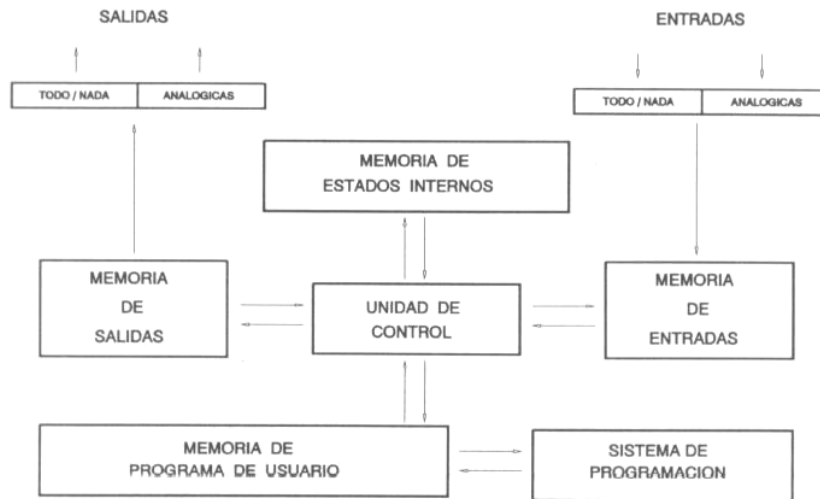 SALIDAS
ENTRADAS
TODO / NADA
ANALOGICAS
TODO / NADA
ANALOGICAS
MEMORIA DE
ESTADOS INTERNOS
MEMORIA
DE
SALIDAS
UNIDAD DE
CONTROL
MEMORIA
DE
ENTRADAS
MEMORIA DE
PROGRAMA DE USUARIO
SISTEMA DE
PROGRAMACION